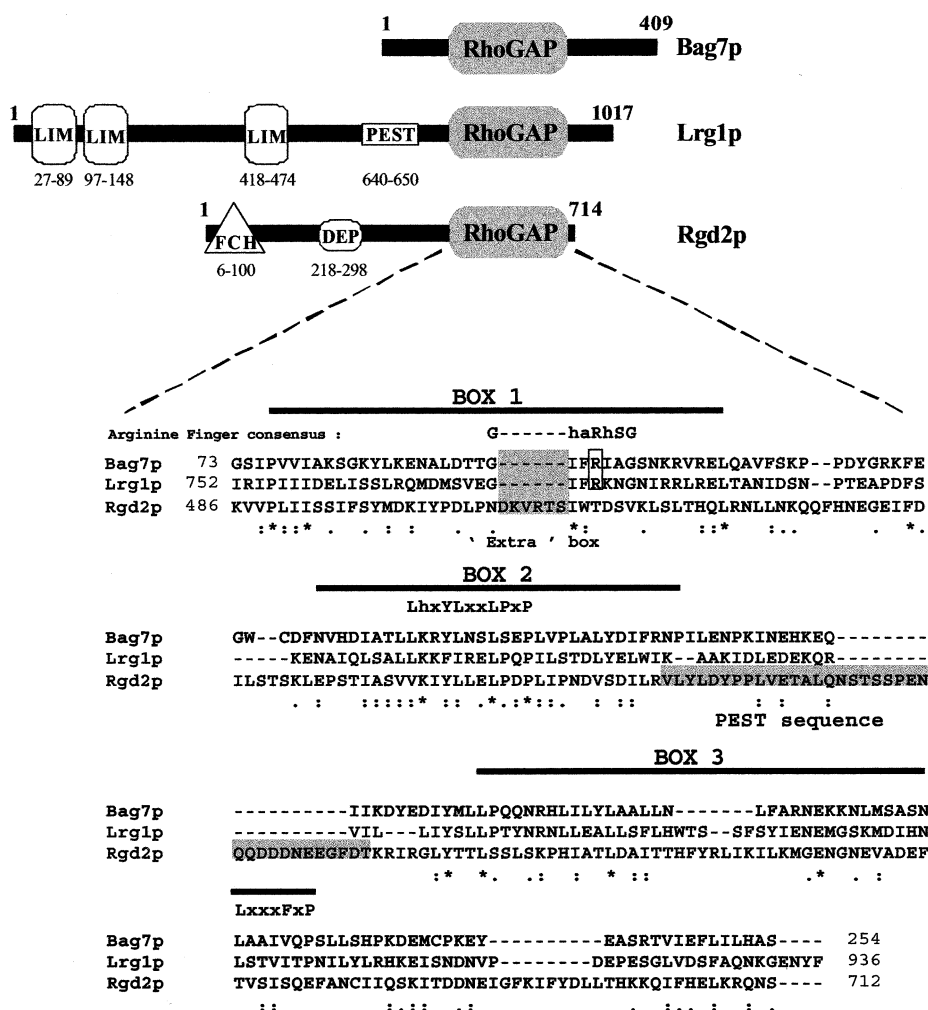 1 409
RhoGAP Bag7p
1 1017
LIM LIM LIM PEST RhoGAP Lrg1p
27-89 97-148 418-474 640-650
1 714
FCH DEP RhoGAP Rgd2p
6-100 218-298
BOX 1
Arginine Finger consensus : G------haRhSG
Bag7p 73 GSIPVVIAKSGKYLKENALDTTG------IFRIAGSNKRVRELQAVFSKP--PDYGRKFE
Lrg1p 752 IRIPIIIDELISSLRQMDMSVEG------IFRKNGNIRRLRELTANIDSN--PTEAPDFS
Rgd2p 486 KVVPLIISSIFSYMDKIYPDLPNDKVRTSIWTDSVKLSLTHQLRNLLNKQQFHNEGEIFD
:*::* . . . . *: . :* . . *.
‘ Extra ’ box
BOX 2
LhxYLxxLPxP
Bag7p GW--CDFNVHDIATLLKRYLNSLSEPLVPLALYDIFRNPILENPKINEHKEQ--------
Lrg1p -----KENAIQLSALLKKFIRELPQPILSTDLYELWIK--AAKIDLEDEKQR--------
Rgd2p ILSTSKLEPSTIASVVKIYLLELPDPLIPNDVSDILRVLYLDYPPLVETALQNSTSSPEN
. : ::::* : .*.:*::. : :: . : :
PEST sequence
BOX 3
Bag7p ----------IIKDYEDIYMLLPQQNRHLILYLAALLN-------LFARNEKKNLMSASN
Lrg1p ----------VIL---LIYSLLPTYNRNLLEALLSFLHWTS--SFSYIENEMGSKMDIHN
Rgd2p QQDDDNEEGFDTKRIRGLYTTLSSLSKPHIATLDAITTHFYRLIKILKMGENGNEVADEF
:* *. .: : * :: .* . :
LxxxFxP
Bag7p LAAIVQPSLLSHPKDEMCPKEY----------EASRTVIEFLILHAS---- 254
Lrg1p LSTVITPNILYLRHKEISNDNVP---------DEPESGLVDSFAQNKGENYF 936
Rgd2p TVSISQEFANCIIQSKITDDNEIGFKIFYDLLTHKKQIFHELKRQNS---- 712
:: .:: .: .: . .